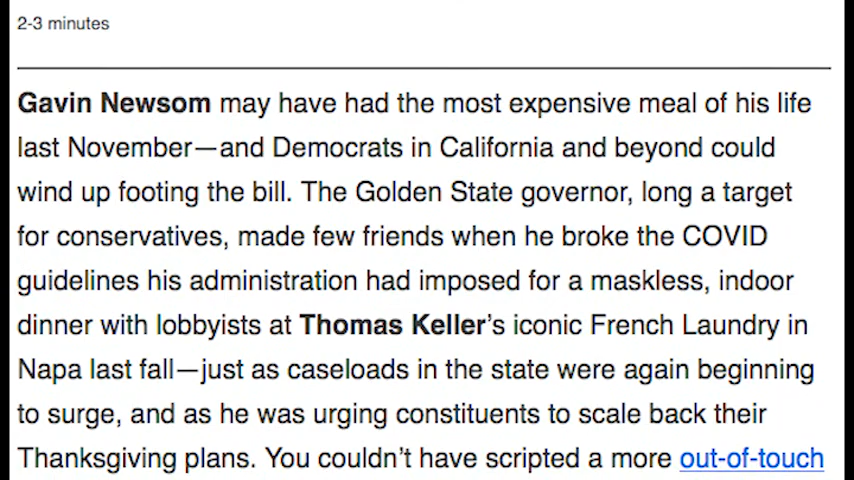 2-3 minutes
Gavin Newsom may have had the most expensive meal of his life
last November—and Democrats in California and beyond could
wind up footing the bill. The Golden State governor, long a target
for conservatives, made few friends when he broke the COVID
guidelines his administration had imposed for a maskless, indoor
dinner with lobbyists at Thomas Keller’s iconic French Laundry in
Napa last fall—just as caseloads in the state were again beginning
to surge, and as he was urging constituents to scale back their
Thanksgiving plans. You couldn’t have scripted a more out-of-touch